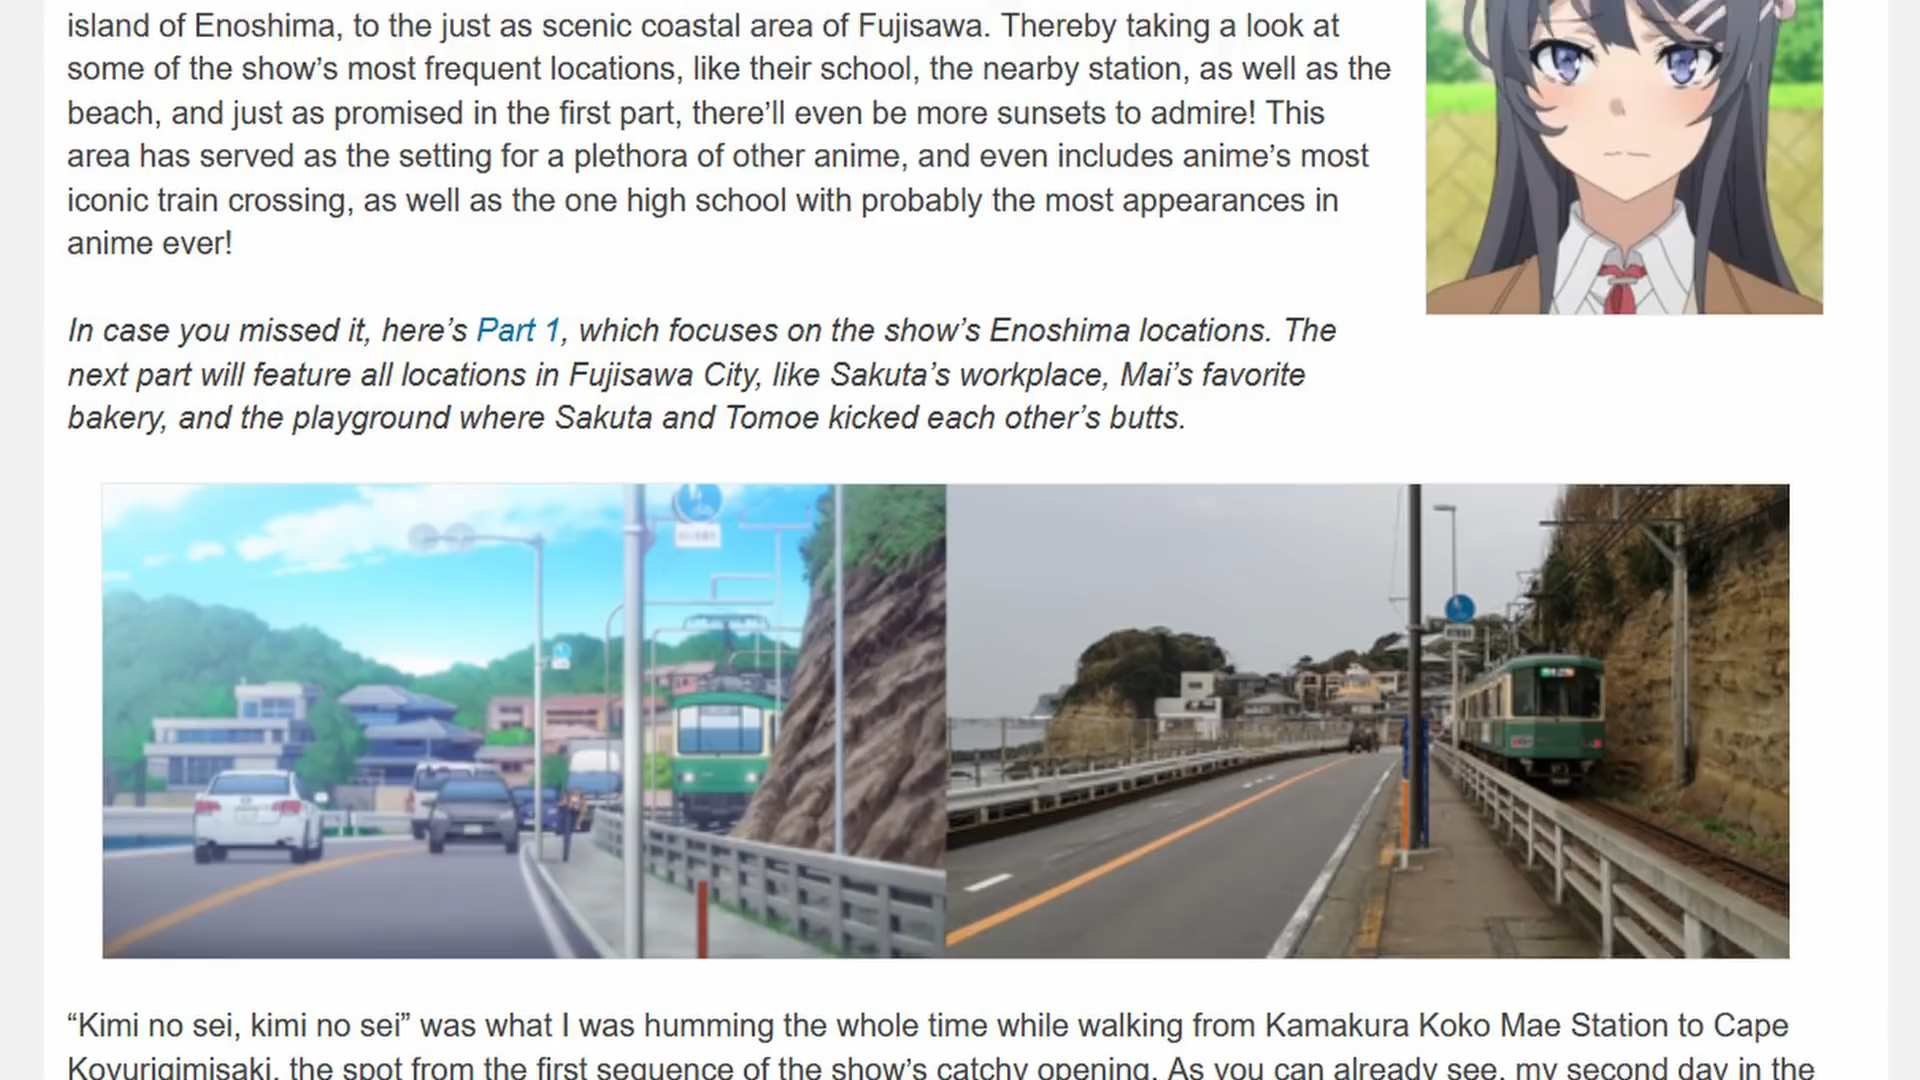 island of Enoshima, to the just as scenic coastal area of Fujisawa. Thereby taking a look at
some of the show’s most frequent locations, like their school, the nearby station, as well as the
beach, and just as promised in the first part, there’ll even be more sunsets to admire! This
area has served as the setting for a plethora of other anime, and even includes anime’s most
iconic train crossing, as well as the one high school with probably the most appearances in
anime ever!
In case you missed it, here’s Part 1, which focuses on the show’s Enoshima locations. The
next part will feature all locations in Fujisawa City, like Sakuta’s workplace, Mai’s favorite
bakery, and the playground where Sakuta and Tomoe kicked each other’s butts.
“Kimi no sei, kimi no sei” was what I was humming the whole time while walking from Kamakura Koko Mae Station to Cape
Koyurigimisaki, the spot from the first sequence of the show’s catchy opening. As you can already see, my second day in the